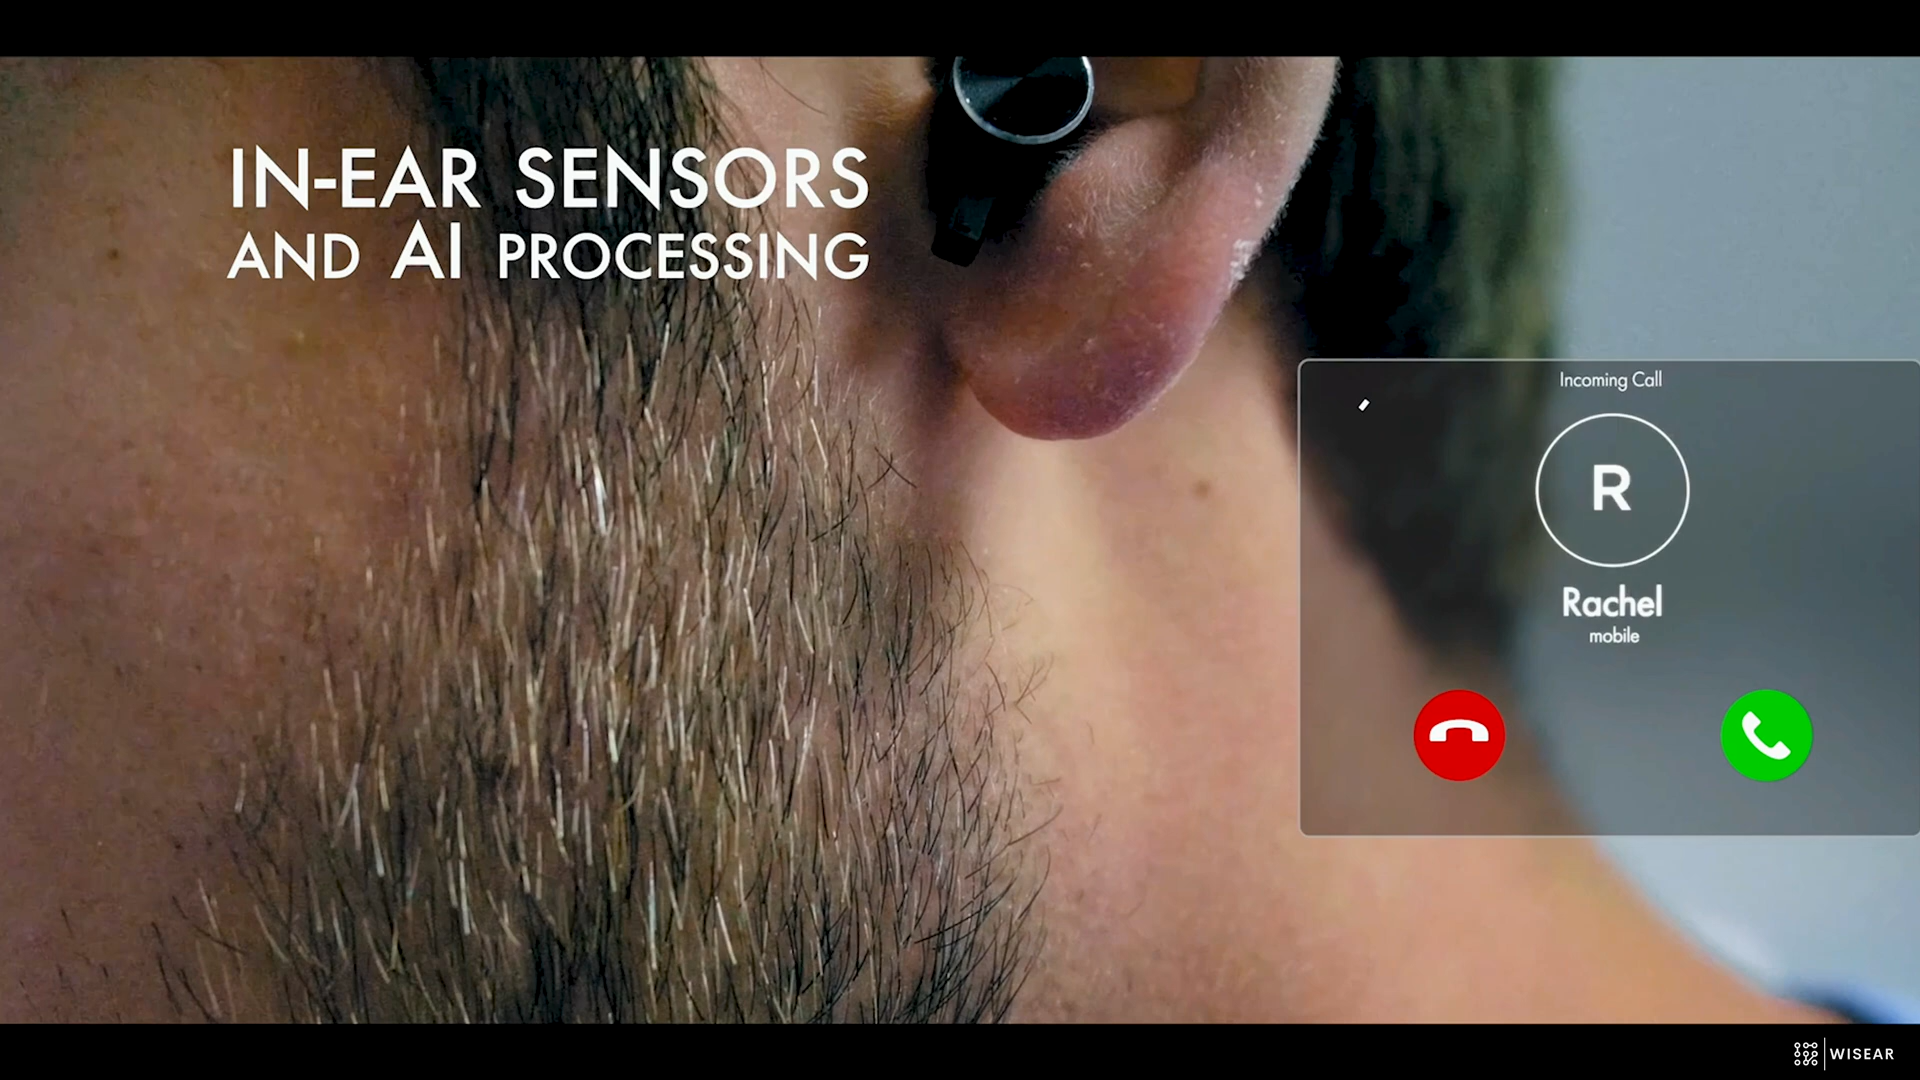 IN-EAR SENSORS
AND AI PROCESSING
Incoming Call
R
Rachel
mobile
WISEAR